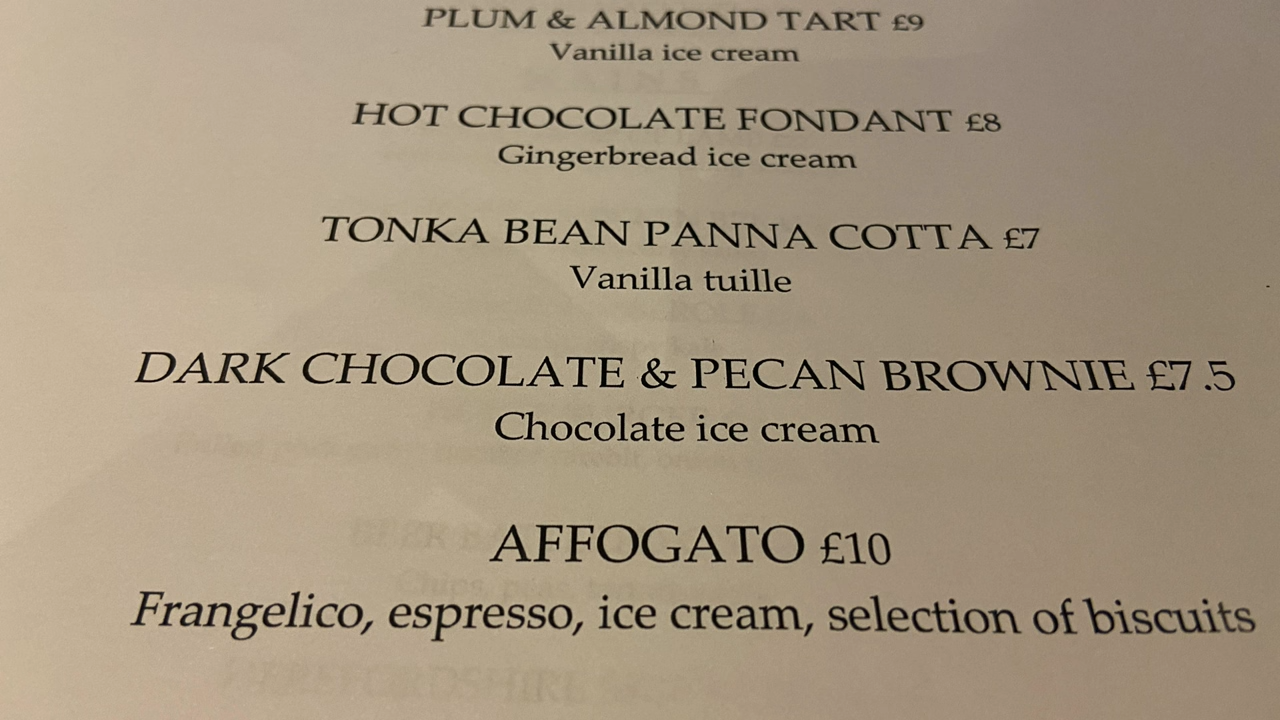 PLUM & ALMOND TART £9
Vanilla ice cream
HOT CHOCOLATE FONDANT £8
Gingerbread ice cream
TONKA BEAN PANNA COTTA £7
Vanilla tuille
DARK CHOCOLATE & PECAN BROWNIE £7.5
Chocolate ice cream
AFFOGATO £10
Frangelico, espresso, ice cream, selection of biscuits